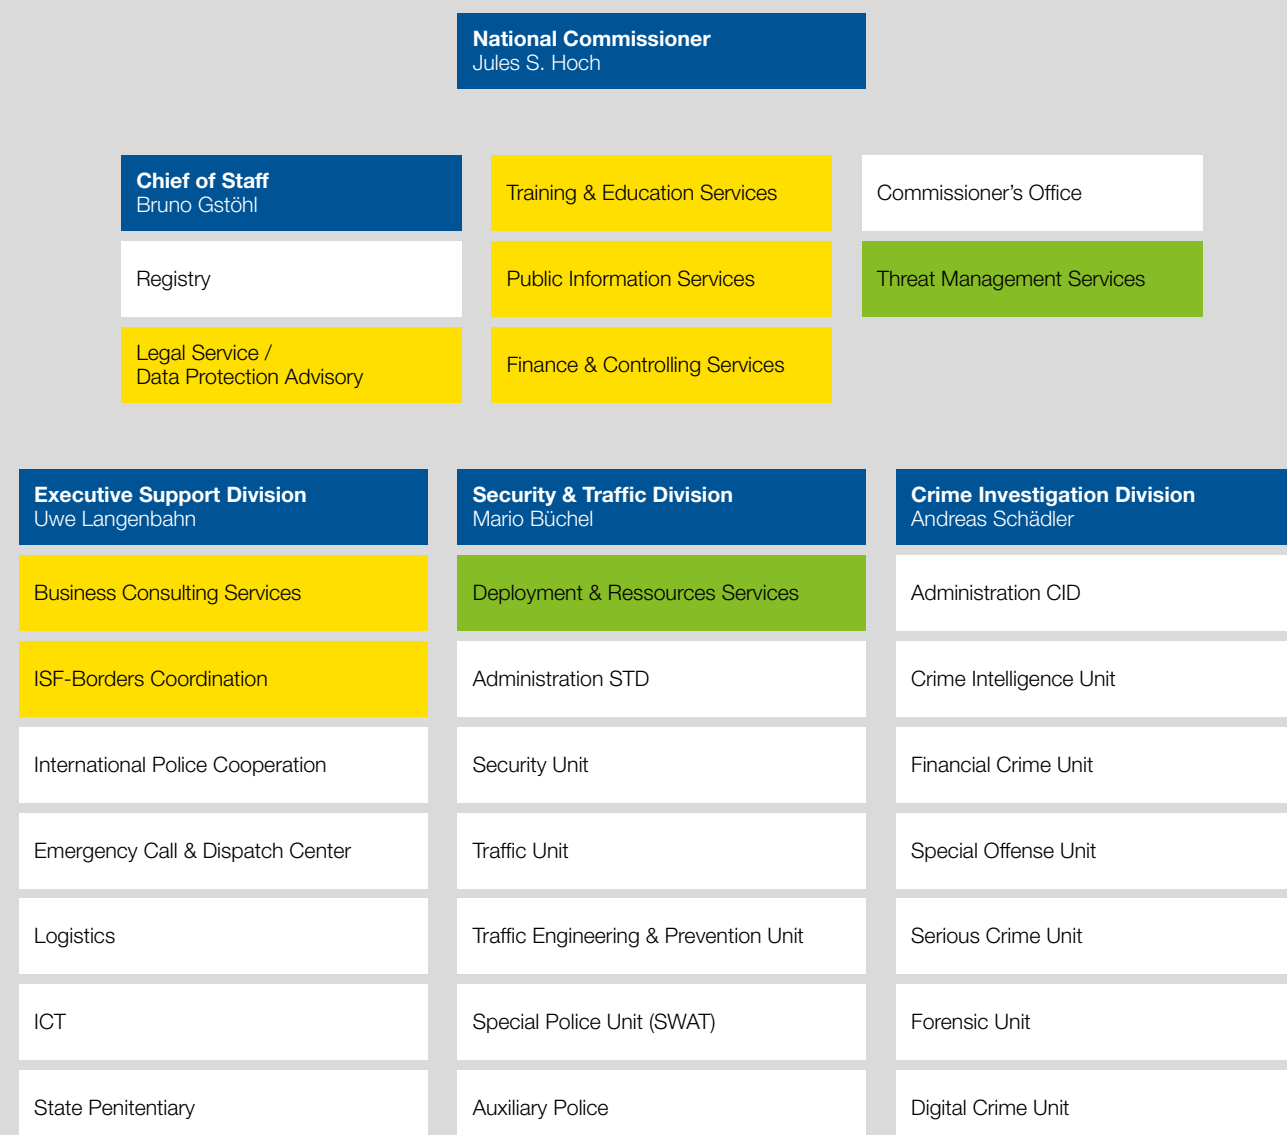 National Commissioner
Jules S. Hoch
Chief of Staff
Bruno Gstöhl
Registry
Legal Service /
Data Protection Advisory
Training & Education Services
Public Information Services
Finance & Controlling Services
Commissioner’s Office
Threat Management Services
Executive Support Division
Uwe Langenbahn
Business Consulting Services
ISF-Borders Coordination
International Police Cooperation
Emergency Call & Dispatch Center
Logistics
ICT
State Penitentiary
Security & Traffic Division
Mario Büchel
Deployment & Ressources Services
Administration STD
Security Unit
Traffic Unit
Traffic Engineering & Prevention Unit
Special Police Unit (SWAT)
Auxiliary Police
Crime Investigation Division
Andreas Schädler
Administration CID
Crime Intelligence Unit
Financial Crime Unit
Special Offense Unit
Serious Crime Unit
Forensic Unit
Digital Crime Unit